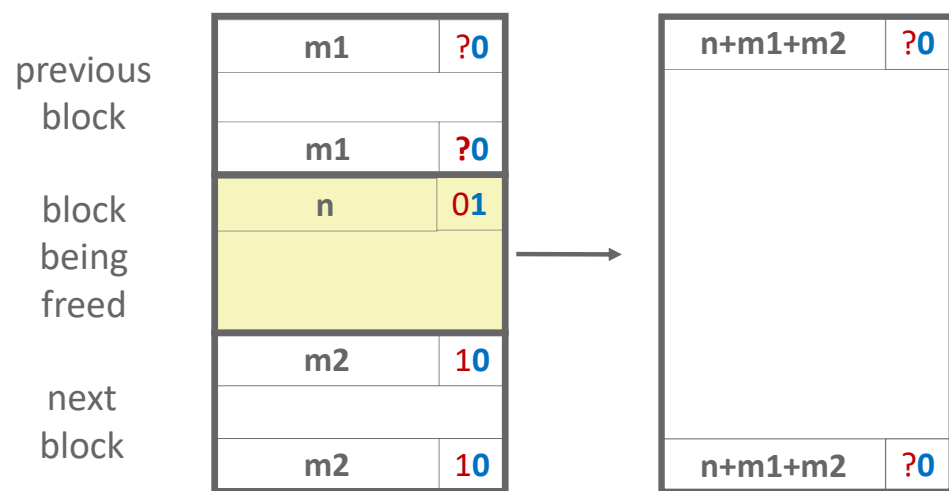 previous
block
m1 ?0
m1 ?0
block
being
freed
n 01
next
block
m2 10
m2 10
n+m1+m2 ?0
n+m1+m2 ?0